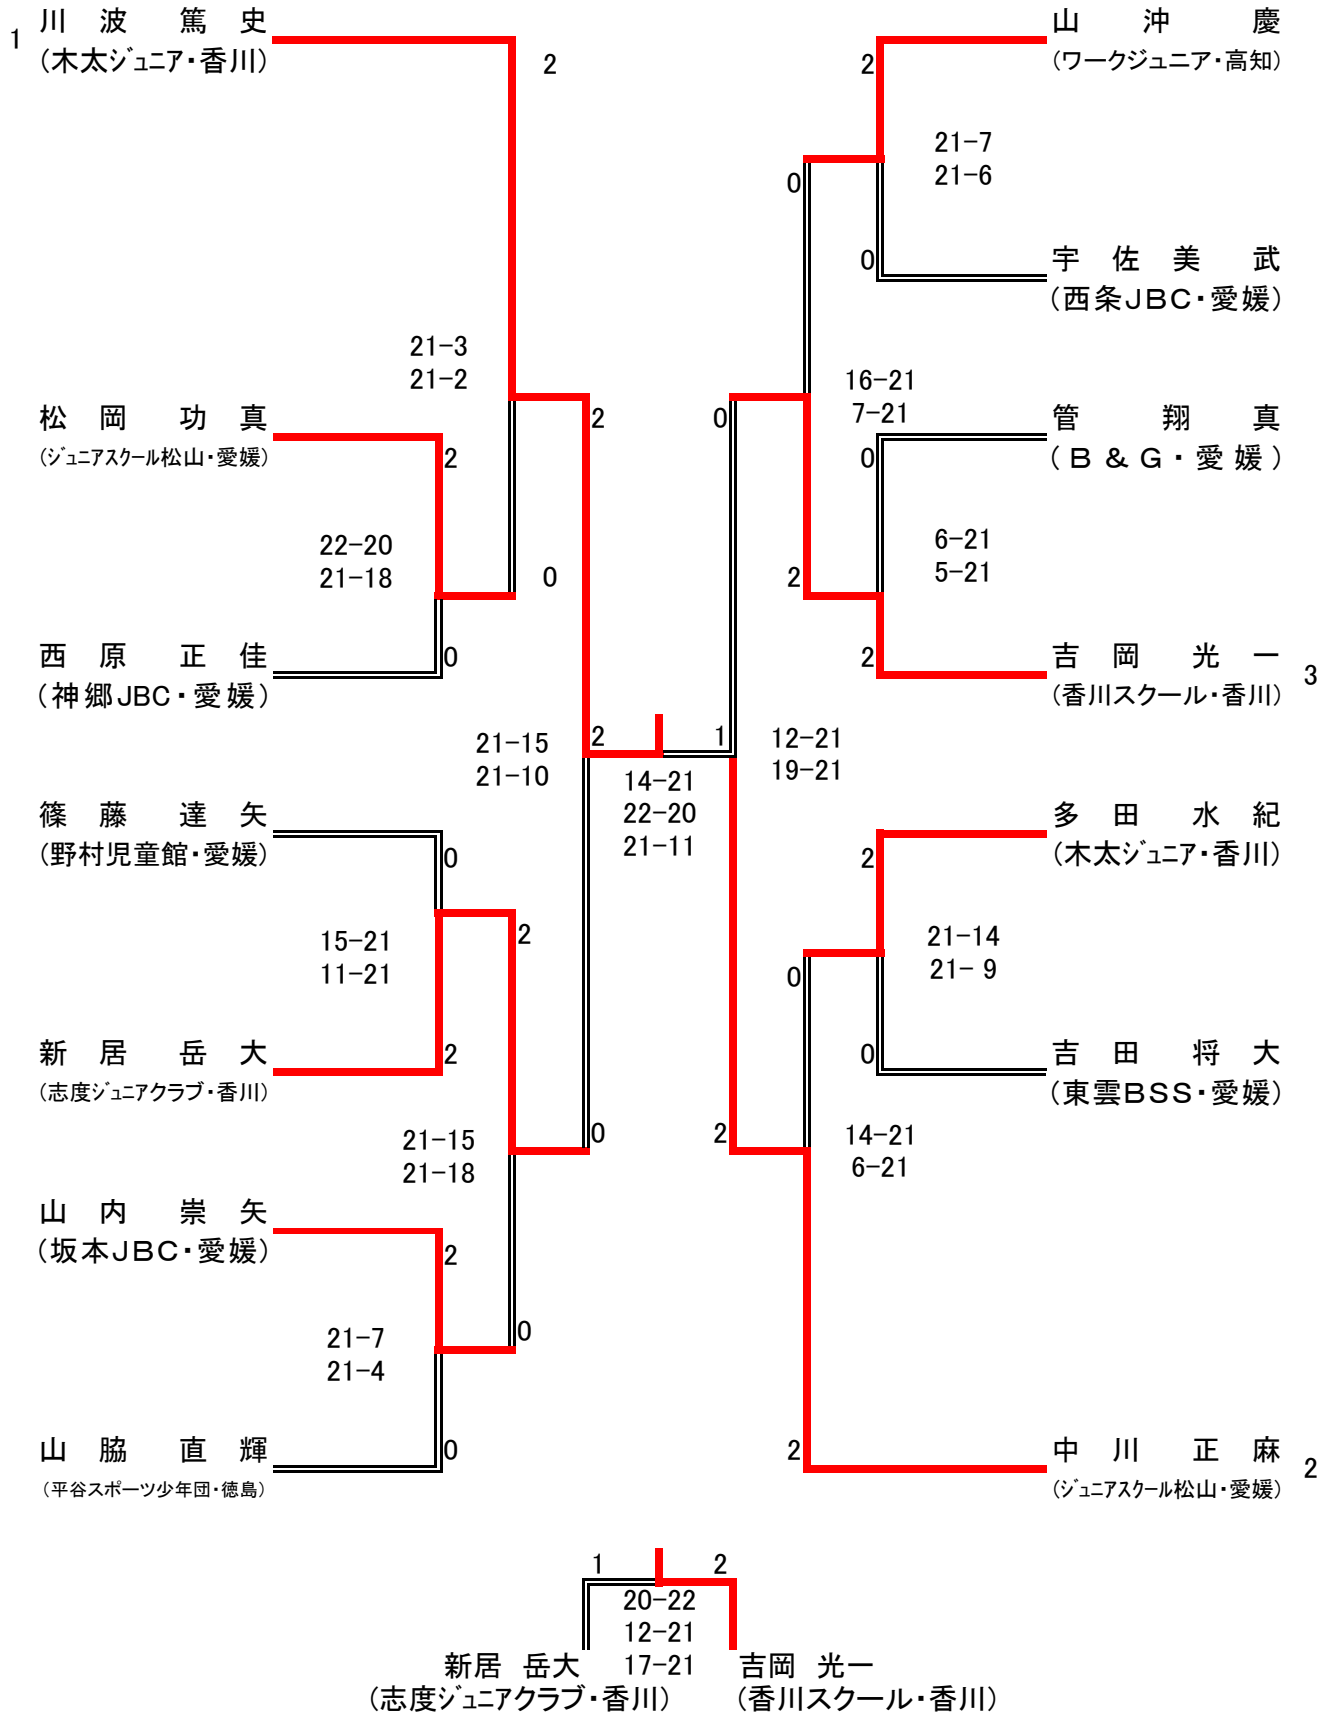 1
川波 篤史
(木太ジュニア・香川)
2
21-3
21-2
松岡 功真
(ジュニアスクール松山・愛媛)
2
22-20
21-18
0
西原 正佳
(神郷JBC・愛媛)
0
2
21-15
21-10
篠藤 達矢
(野村児童館・愛媛)
0
15-21
11-21
2
新居 岳大
(志度ジュニアクラブ・香川)
2
21-15
21-18
0
山内 崇矢
(坂本JBC・愛媛)
2
21-7
21-4
0
山脇 直輝
(平谷スポーツ少年団・徳島)
0
2
1
14-21
22-20
21-11
山沖 慶
(ワークジュニア・高知)
2
21-7
21-6
0
宇佐美 武
(西条JBC・愛媛)
0
16-21
7-21
管 翔真
(B&G・愛媛)
0
6-21
5-21
2
吉岡 光一
(香川スクール・香川)
3
2
0
12-21
19-21
多田 水紀
(木太ジュニア・香川)
2
21-14
21- 9
0
吉田 将大
(東雲BSS・愛媛)
0
2
14-21
6-21
2
中川 正麻
(ジュニアスクール松山・愛媛)
2
1
2
20-22
12-21
17-21
新居 岳大
吉岡 光一
(志度ジュニアクラブ・香川)
(香川スクール・香川)